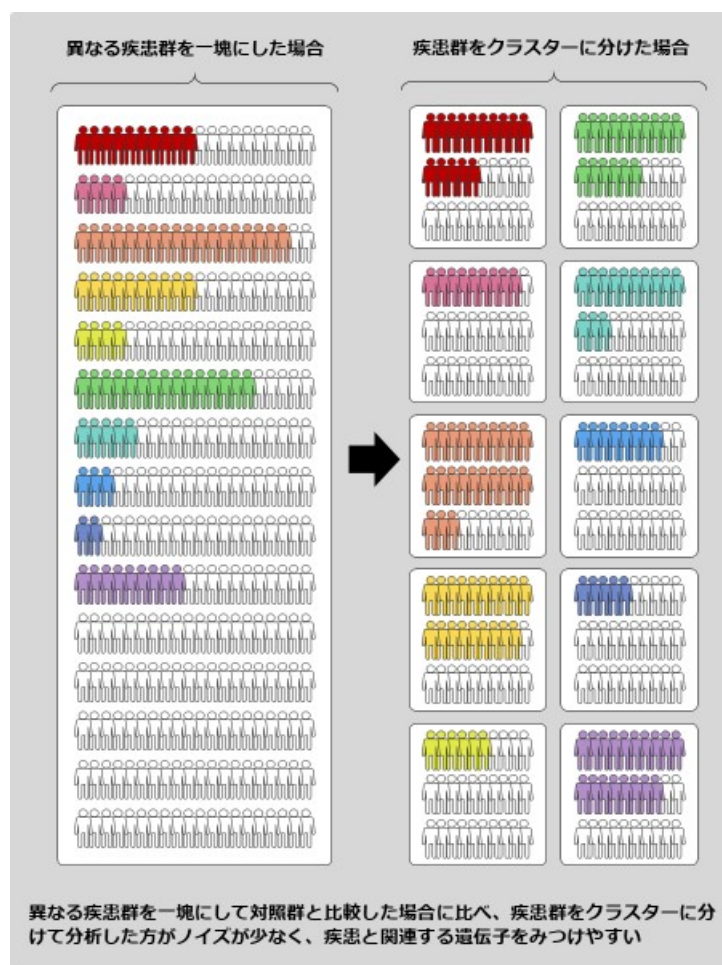 異なる疾患群を一塊にした場合
疾患群をクラスターに分けた場合
異なる疾患群を一塊にして対照群と比較した場合に比べ、疾患群をクラスターに分
けて分析した方がノイズが少なく、疾患と関連する遺伝子をみつけやすい